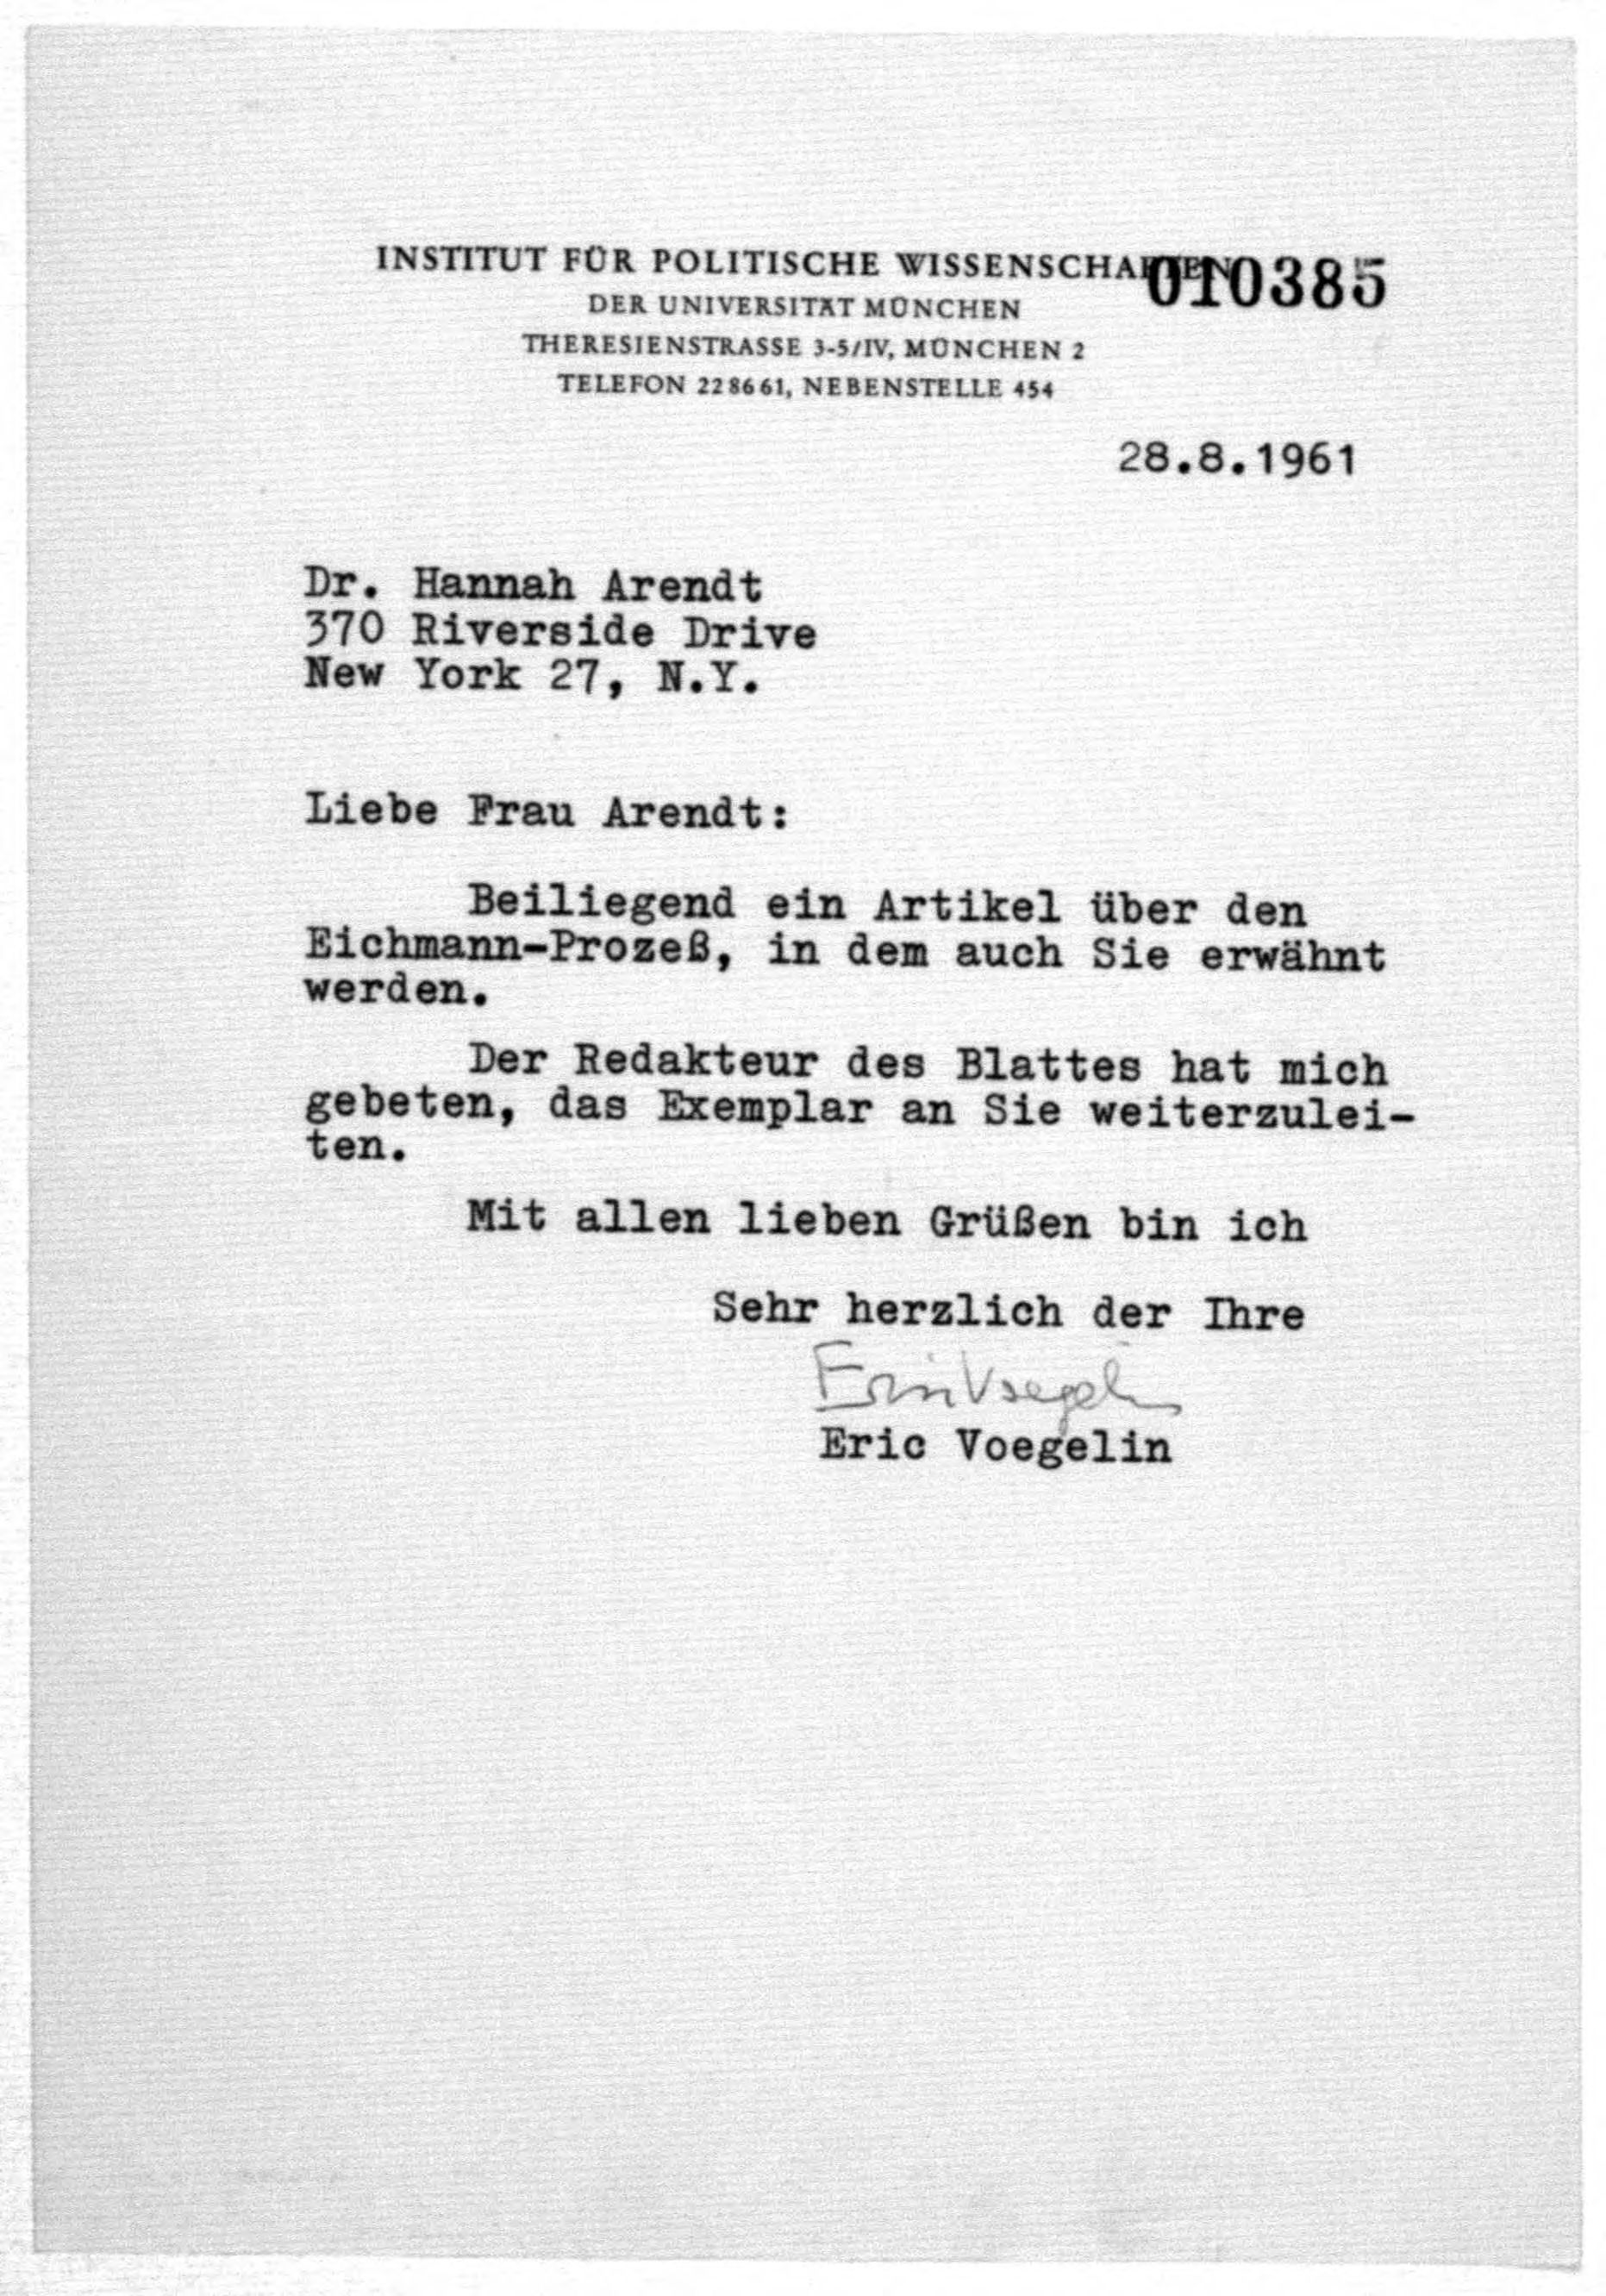 INSTITUT FÜR POLITISCHE WISSENSCHAFTEN
010385
DER UNIVERSITÄT MÜNCHEN
THERESIENSTRASSE 3-5/IV, MÜNCHEN 2
TELEFON 228661, NEBENSTELLE 454
28.8.1961
Dr. Hannah Arendt
370 Riverside Drive
New York 27, N.Y.
Liebe Frau Arendt:
Beiliegend ein Artikel über den
Eichmann-Prozeß, in dem auch Sie erwähnt
werden.
Der Redakteur des Blattes hat mich
gebeten, das Exemplar an Sie weiterzulei-
ten.
Mit allen lieben Grüßen bin ich
Sehr herzlich der Ihre
Eric Voegelin
Eric Voegelin